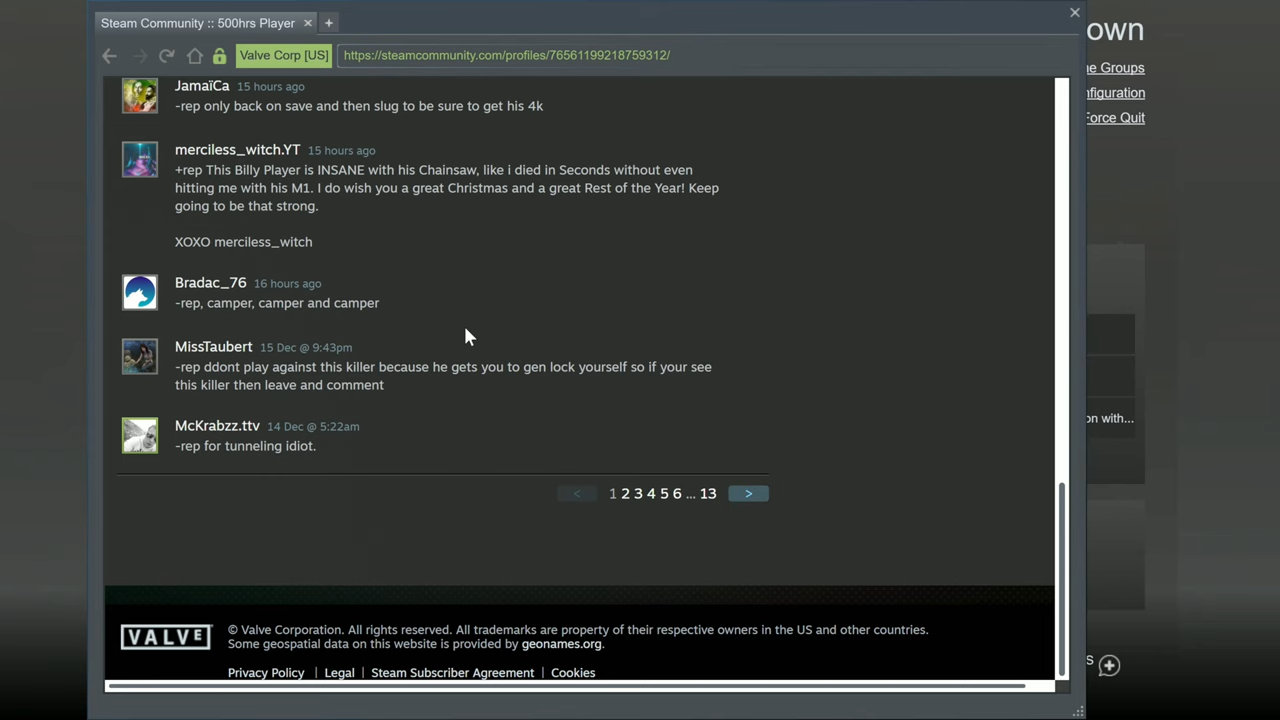 Steam Community :: 500hrs Player
Valve Corp [US]
https://steamcommunity.com/profiles/76561199218759312/
own
ne Groups
nfiguration
Force Quit
JamaïCa 15 hours ago
-rep only back on save and then slug to be sure to get his 4k
merciless_witch.YT 15 hours ago
+rep This Billy Player is INSANE with his Chainsaw, like i died in Seconds without even
hitting me with his M1. I do wish you a great Christmas and a great Rest of the Year! Keep
going to be that strong.
XOXO merciless_witch
Bradac_76 16 hours ago
-rep, camper, camper and camper
MissTaubert 15 Dec @ 9:43pm
-rep ddont play against this killer because he gets you to gen lock yourself so if your see
this killer then leave and comment
on with...
McKrabzz.ttv 14 Dec @ 5:22am
-rep for tunneling idiot.
< 1 2 3 4 5 6 ... 13 >
VALVE
© Valve Corporation. All rights reserved. All trademarks are property of their respective owners in the US and other countries.
Some geospatial data on this website is provided by geonames.org.
Privacy Policy | Legal | Steam Subscriber Agreement | Cookies
S